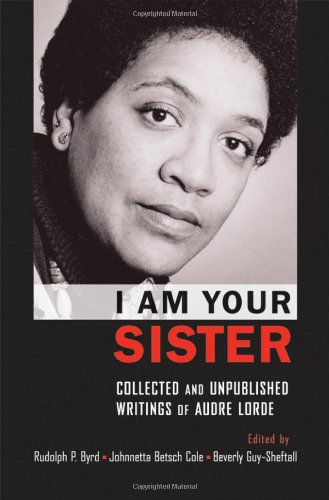 I AM YOUR
SISTER
COLLECTED AND UNPUBLISHED
WRITINGS OF AUDRE LORDE
Edited by
Rudolph P. Byrd • Johnnetta Betsch Cole • Beverly Guy-Sheftall